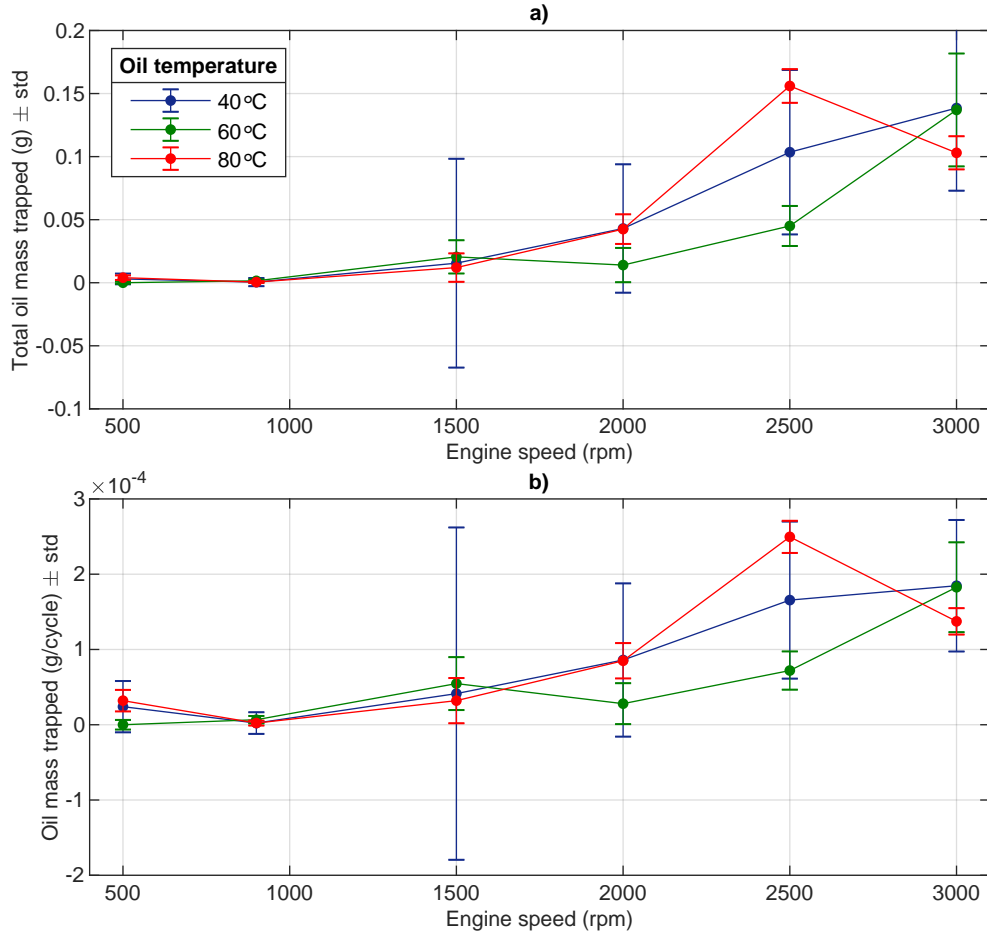 a)
Total oil mass trapped (g) ± std
0.2
0.15
0.1
0.05
0
-0.05
-0.1
Oil temperature
40°C
60°C
80°C
500 1000 1500 2000 2500 3000
Engine speed (rpm)
b)
×10-4
Oil mass trapped (g/cycle) ± std
3
2
1
0
-1
-2
500 1000 1500 2000 2500 3000
Engine speed (rpm)